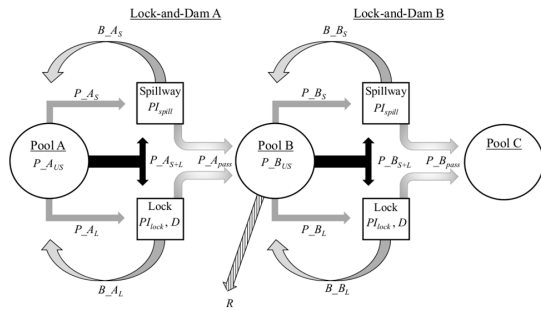 Lock-and-Dam A
Lock-and-Dam B
B_A_S
B_B_S
P_A_S
Spillway
PI_spill
P_B_S
Spillway
PI_spill
Pool A
P_A_US
P_A_S+L
P_A_pass
Pool B
P_B_US
P_B_S+L
P_B_pass
Pool C
P_A_L
Lock
PI_lock, D
P_B_L
Lock
PI_lock, D
B_A_L
B_B_L
R